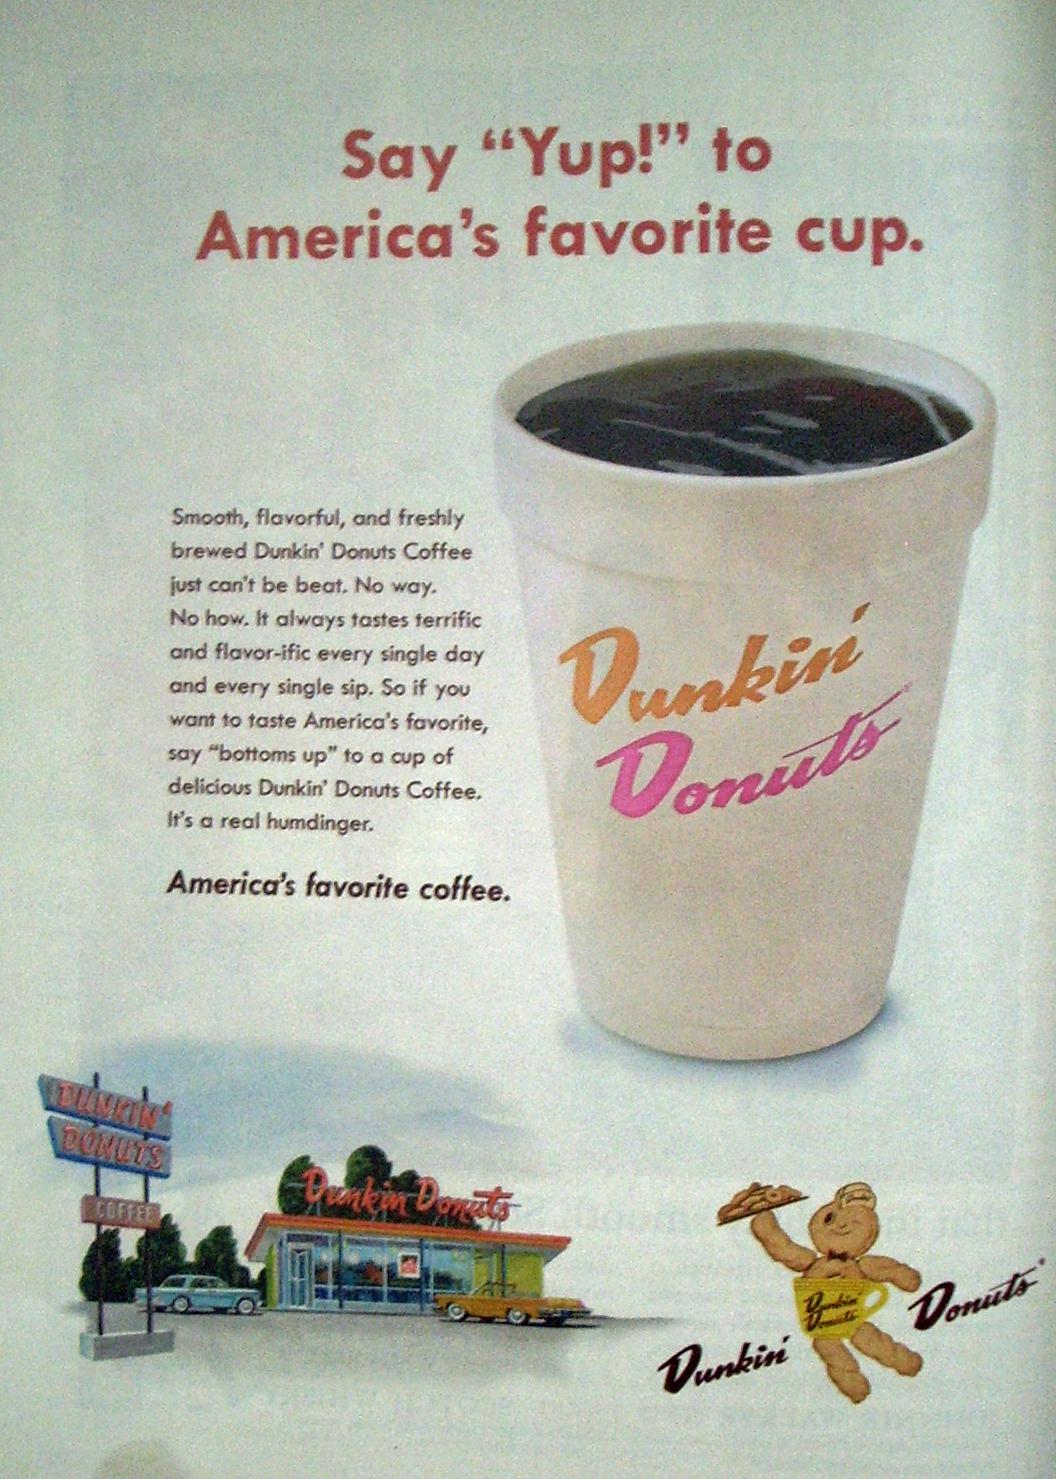 Say “Yup!” to
America’s favorite cup.
Smooth, flavorful, and freshly
brewed Dunkin’ Donuts Coffee
just can’t be beat. No way.
No how. It always tastes terrific
and flavor-ific every single day
and every single sip. So if you
want to taste America’s favorite,
say “bottoms up” to a cup of
delicious Dunkin’ Donuts Coffee.
It’s a real humdinger.
America’s favorite coffee.
Dunkin’
Donuts
DUNKIN’
DONUTS
COFFEE
Dunkin Donuts
Dunkin’
Donuts
Dunkin’
Donuts